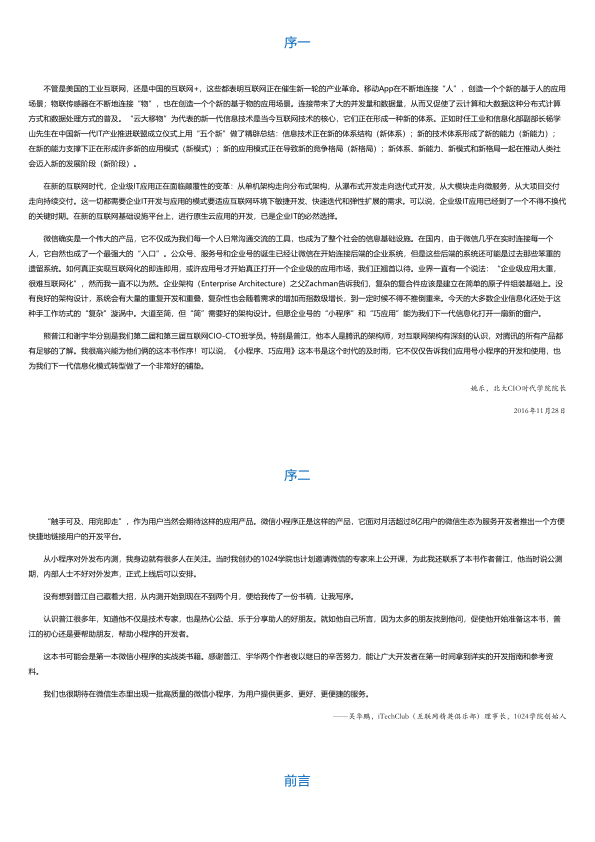 序一
不管是美国的工业互联网，还是中国的互联网+，这些都表明互联网正在催生新一轮的产业革命。移动App在不断地连接“人”，创造一个个新的基于人的应用
场景；物联传感器在不断地连接“物”，也在创造一个个新的基于物的应用场景。连接带来了大的并发量和数据量，从而又促使了云计算和大数据这种分布式计算
方式和数据处理方式的普及。“云大移物”为代表的新一代信息技术是当今互联网技术的核心，它们正在形成一种新的体系。正如时任工业和信息化部副部长杨学
山先生在中国新一代IT产业推进联盟成立仪式上用“五个新”做了精辟总结：信息技术正在新的体系结构（新体系）；新的技术体系形成了新的能力（新能力）；
在新的能力支撑下正在形成许多新的应用模式（新模式）；新的应用模式正在导致新的竞争格局（新格局）；新体系、新能力、新模式和新格局一起在推动人类社
会迈入新的发展阶段（新阶段）。
在新的互联网时代，企业级IT应用正在面临颠覆性的变革：从单机架构走向分布式架构，从瀑布式开发走向迭代式开发，从大模块走向微服务，从大项目交付
走向持续交付。这一切都需要企业IT开发与应用的模式要适应互联网环境下敏捷开发、快速迭代和弹性扩展的需求。可以说，企业级IT应用已经到了一个不得不换代
的关键时期。在新的互联网基础设施平台上，进行原生云应用的开发，已是企业IT的必然选择。
微信确实是一个伟大的产品，它不仅成为我们每一个人日常沟通交流的工具，也成为了整个社会的信息基础设施。在国内，由于微信几乎在实时连接每一个
人，它自然也成了一个最强大的“入口”。公众号、服务号和企业号的诞生已经让微信在开始连接后端的企业系统，但是这些后端的系统还可能是过去那些笨重的
遗留系统。如何真正实现互联网化的即连即用，或许应用号才开始真正打开一个企业级的应用市场，我们正翘首以待。业界一直有一个说法：“企业级应用太重，
很难互联网化”，然而我一直不以为然。企业架构（Enterprise Architecture）之父Zachman告诉我们，复杂的复合件应该是建立在简单的原子件组装基础上。没
有良好的架构设计，系统会有大量的重复开发和重叠，复杂性也会随着需求的增加而指数级增长，到一定时候不得不推倒重来。今天的大多数企业信息化还处于这
种手工作坊式的“复杂”漩涡中。大道至简，但“简”需要好的架构设计。但愿企业号的“小程序”和“巧应用”能为我们下一代信息化打开一扇新的窗户。
熊普江和谢宇华分别是我们第二届和第三届互联网CIO-CTO班学员。特别是普江，他本人是腾讯的架构师，对互联网架构有深刻的认识，对腾讯的所有产品都
有足够的了解。我很高兴能为他们俩的这本书作序！可以说，《小程序、巧应用》这本书是这个时代的及时雨，它不仅仅告诉我们应用号小程序的开发和使用，也
为我们下一代信息化模式转型做了一个非常好的铺垫。
姚乐，北大CIO时代学院院长
2016年11月28日
序二
“触手可及、用完即走”，作为用户当然会期待这样的应用产品。微信小程序正是这样的产品，它面对月活超过8亿用户的微信生态为服务开发者推出一个方便
快捷地链接用户的开发平台。
从小程序对外发布内测，我身边就有很多人在关注。当时我创办的1024学院也计划邀请微信的专家来上公开课，为此我还联系了本书作者普江，他当时说公测
期，内部人士不好对外发声，正式上线后可以安排。
没有想到普江自己藏着大招，从内测开始到现在不到两个月，便给我传了一份书稿，让我写序。
认识普江很多年，知道他不仅是技术专家，也是热心公益、乐于分享助人的好朋友。就如他自己所言，因为太多的朋友找到他问，促使他开始准备这本书，普
江的初心还是要帮助朋友，帮助小程序的开发者。
这本书可能会是第一本微信小程序的实战类书籍。感谢普江、宇华两个作者夜以继日的辛苦努力，能让广大开发者在第一时间拿到详实的开发指南和参考资
料。
我们也很期待在微信生态里出现一批高质量的微信小程序，为用户提供更多、更好、更便捷的服务。
——吴华鹏，iTechClub（互联网精英俱乐部）理事长，1024学院创始人
前言